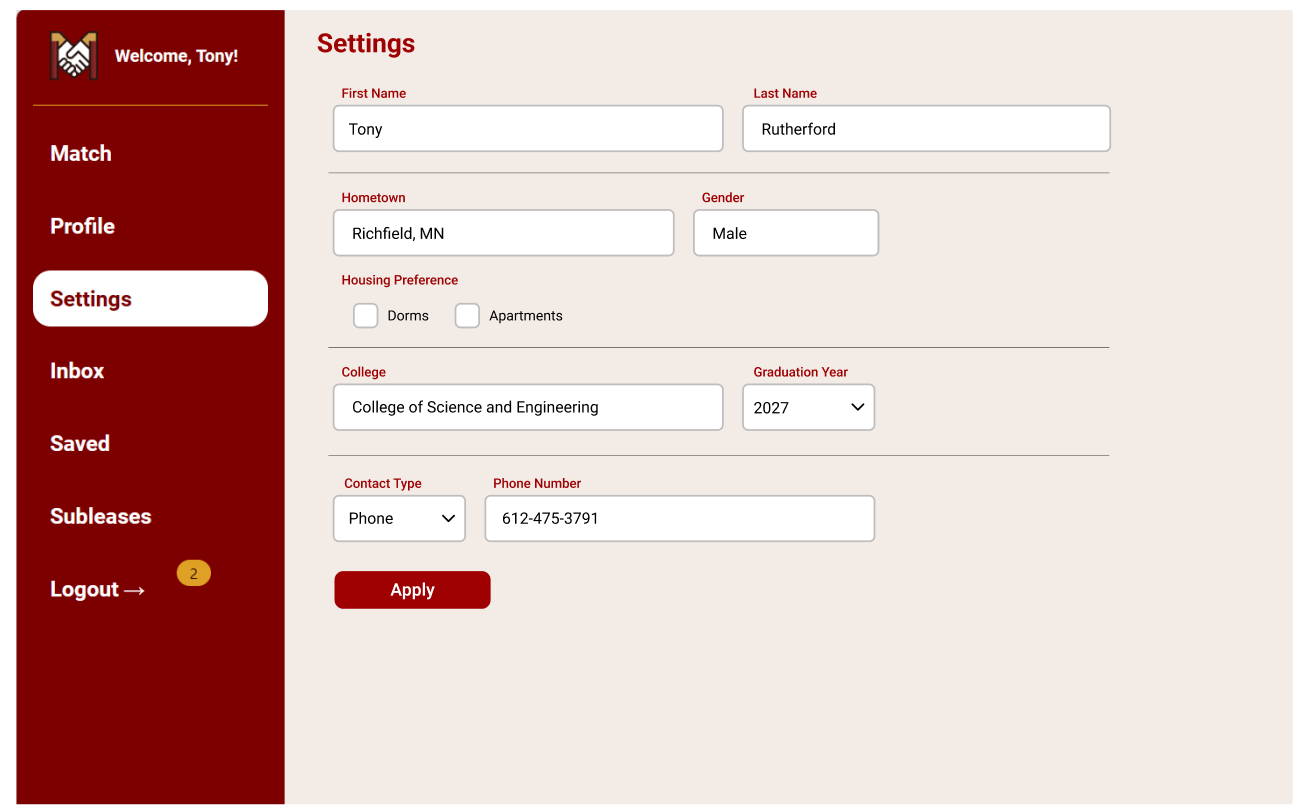 Welcome, Tony!
Match
Profile
Settings
Inbox
Saved
Subleases
Logout →
2
Settings
First Name
Last Name
Tony
Rutherford
Hometown
Gender
Richfield, MN
Male
Housing Preference
Dorms
Apartments
College
Graduation Year
College of Science and Engineering
2027
Contact Type
Phone Number
Phone
612-475-3791
Apply